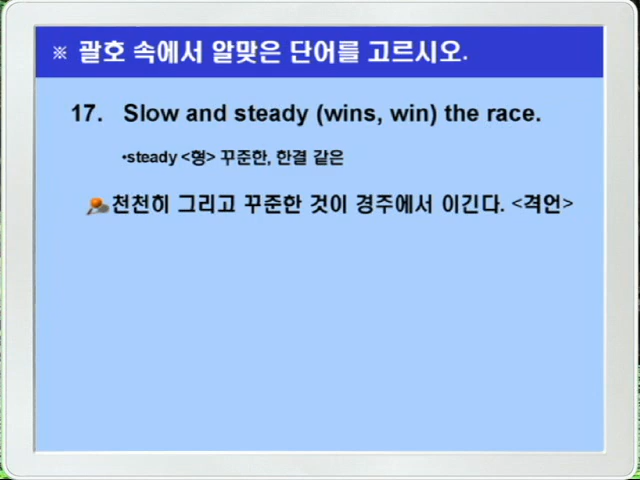 ※ 괄호 속에서 알맞은 단어를 고르시오.
17. Slow and steady (wins, win) the race.
•steady <형> 꾸준한, 한결 같은
천천히 그리고 꾸준한 것이 경주에서 이긴다. <격언>